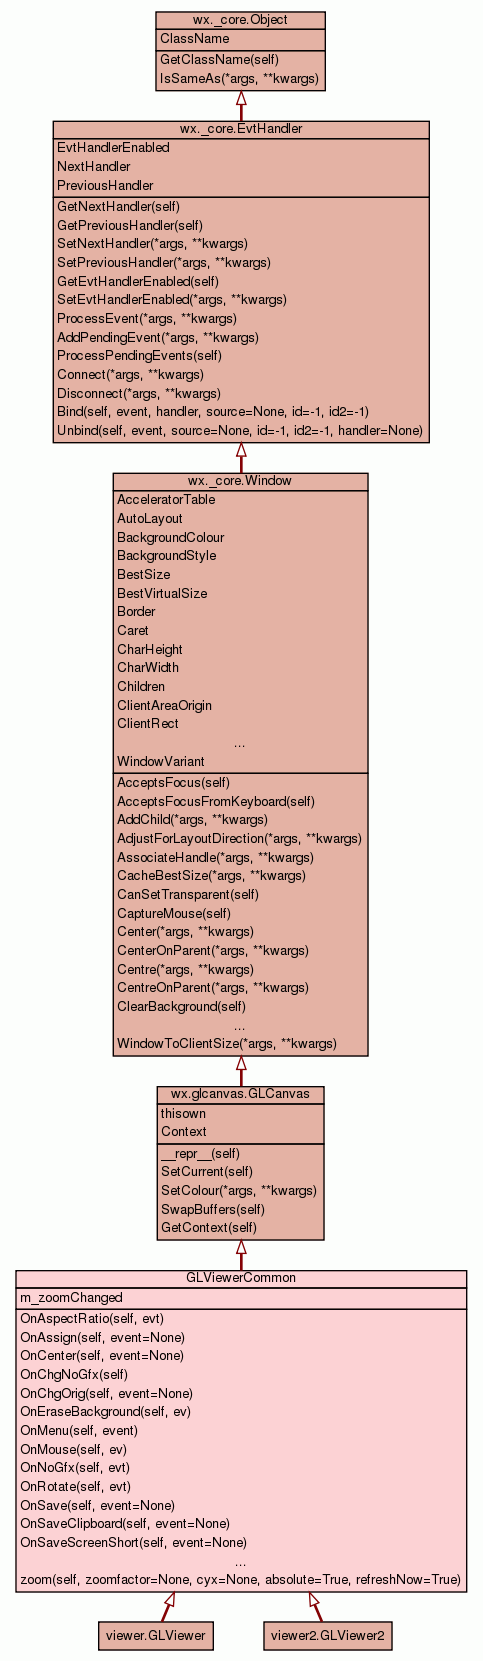 wx._core.Object
ClassName
GetClassName(self)
IsSameAs(*args, **kwargs)
wx._core.EvtHandler
EvtHandlerEnabled
NextHandler
PreviousHandler
GetNextHandler(self)
GetPreviousHandler(self)
SetNextHandler(*args, **kwargs)
SetPreviousHandler(*args, **kwargs)
GetEvtHandlerEnabled(self)
SetEvtHandlerEnabled(*args, **kwargs)
ProcessEvent(*args, **kwargs)
AddPendingEvent(*args, **kwargs)
ProcessPendingEvents(self)
Connect(*args, **kwargs)
Disconnect(*args, **kwargs)
Bind(self, event, handler, source=None, id=-1, id2=-1)
Unbind(self, event, source=None, id=-1, id2=-1, handler=None)
wx._core.Window
AcceleratorTable
AutoLayout
BackgroundColour
BackgroundStyle
BestSize
BestVirtualSize
Border
Caret
CharHeight
CharWidth
Children
ClientAreaOrigin
ClientRect
...
WindowVariant
AcceptsFocus(self)
AcceptsFocusFromKeyboard(self)
AddChild(*args, **kwargs)
AdjustForLayoutDirection(*args, **kwargs)
AssociateHandle(*args, **kwargs)
CacheBestSize(*args, **kwargs)
CanSetTransparent(self)
CaptureMouse(self)
Center(*args, **kwargs)
CenterOnParent(*args, **kwargs)
Centre(*args, **kwargs)
CentreOnParent(*args, **kwargs)
ClearBackground(self)
...
WindowToClientSize(*args, **kwargs)
wx.glcanvas.GLCanvas
thisown
Context
__repr__(self)
SetCurrent(self)
SetColour(*args, **kwargs)
SwapBuffers(self)
GetContext(self)
GLViewerCommon
m_zoomChanged
OnAspectRatio(self, evt)
OnAssign(self, event=None)
OnCenter(self, event=None)
OnChgNoGfx(self)
OnChgOrig(self, event=None)
OnEraseBackground(self, ev)
OnMenu(self, event)
OnMouse(self, ev)
OnNoGfx(self, evt)
OnRotate(self, evt)
OnSave(self, event=None)
OnSaveClipboard(self, event=None)
OnSaveScreenShort(self, event=None)
...
zoom(self, zoomfactor=None, cyx=None, absolute=True, refreshNow=True)
viewer.GLViewer
viewer2.GLViewer2